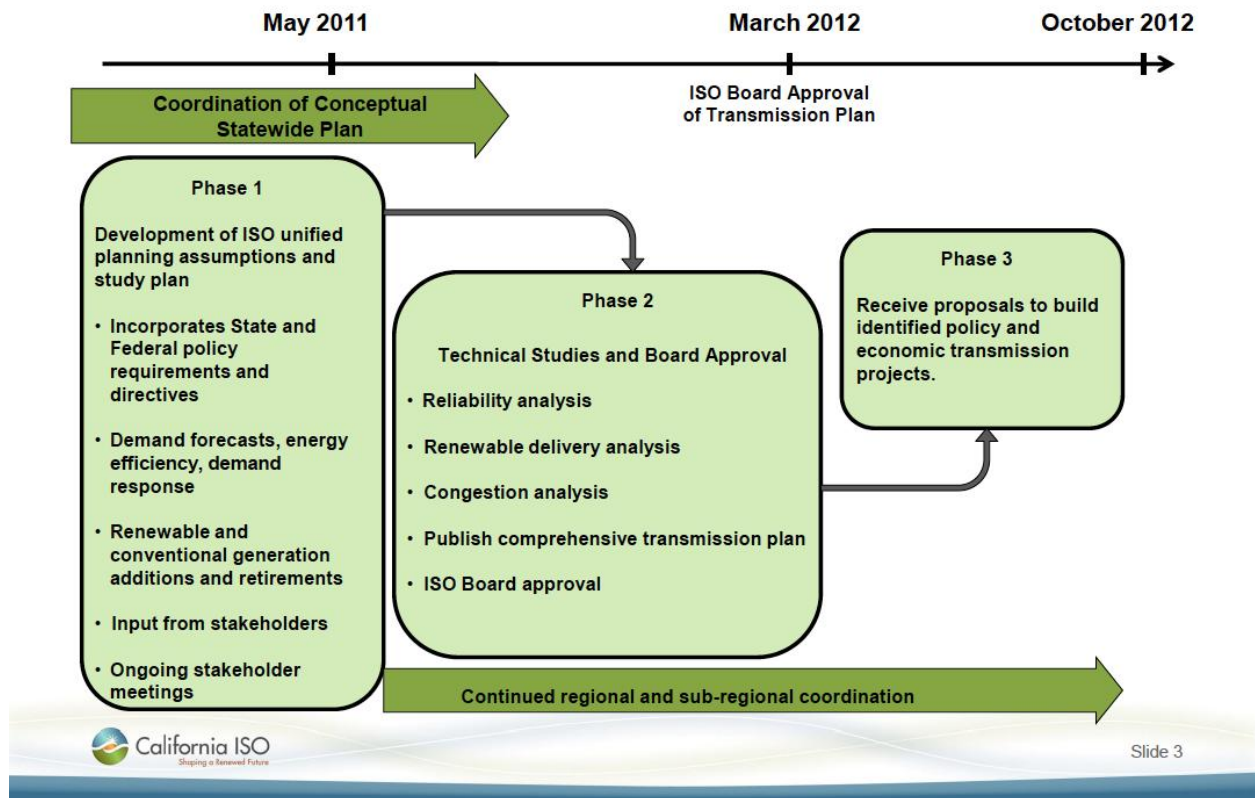 May 2011
March 2012
October 2012
ISO Board Approval
of Transmission Plan
Coordination of Conceptual
Statewide Plan
Phase 1
Development of ISO unified
planning assumptions and
study plan
• Incorporates State and
Federal policy
requirements and
directives
• Demand forecasts, energy
efficiency, demand
response
• Renewable and
conventional generation
additions and retirements
• Input from stakeholders
• Ongoing stakeholder
meetings
Phase 2
Technical Studies and Board Approval
• Reliability analysis
• Renewable delivery analysis
• Congestion analysis
• Publish comprehensive transmission plan
• ISO Board approval
Phase 3
Receive proposals to build
identified policy and
economic transmission
projects.
Continued regional and sub-regional coordination
California ISO
Shaping a Renewed Future
Slide 3